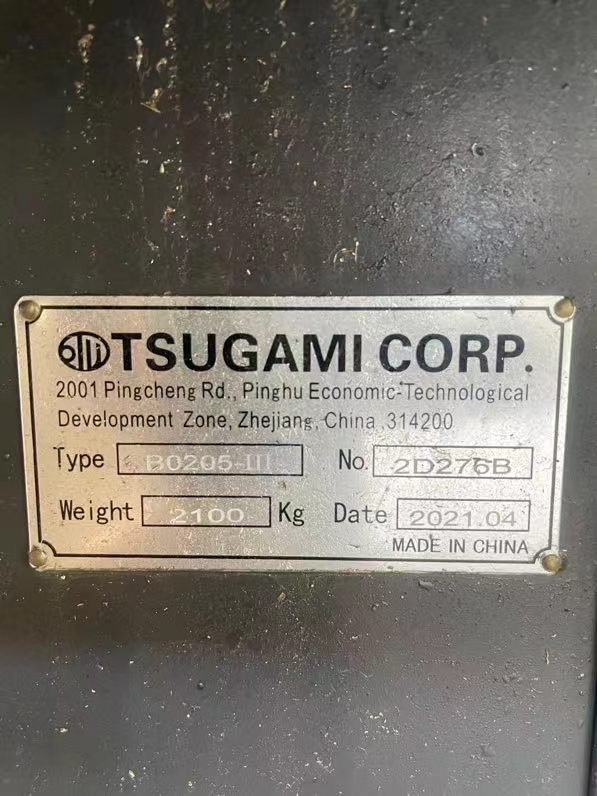 TSUGAMI CORP.
2001 Pingcheng Rd., Pinghu Economic-Technological
Development Zone, Zhejiang, China 314200
Type B0205-III No. 2D276B
Weight 2100 Kg Date 2021.04
MADE IN CHINA